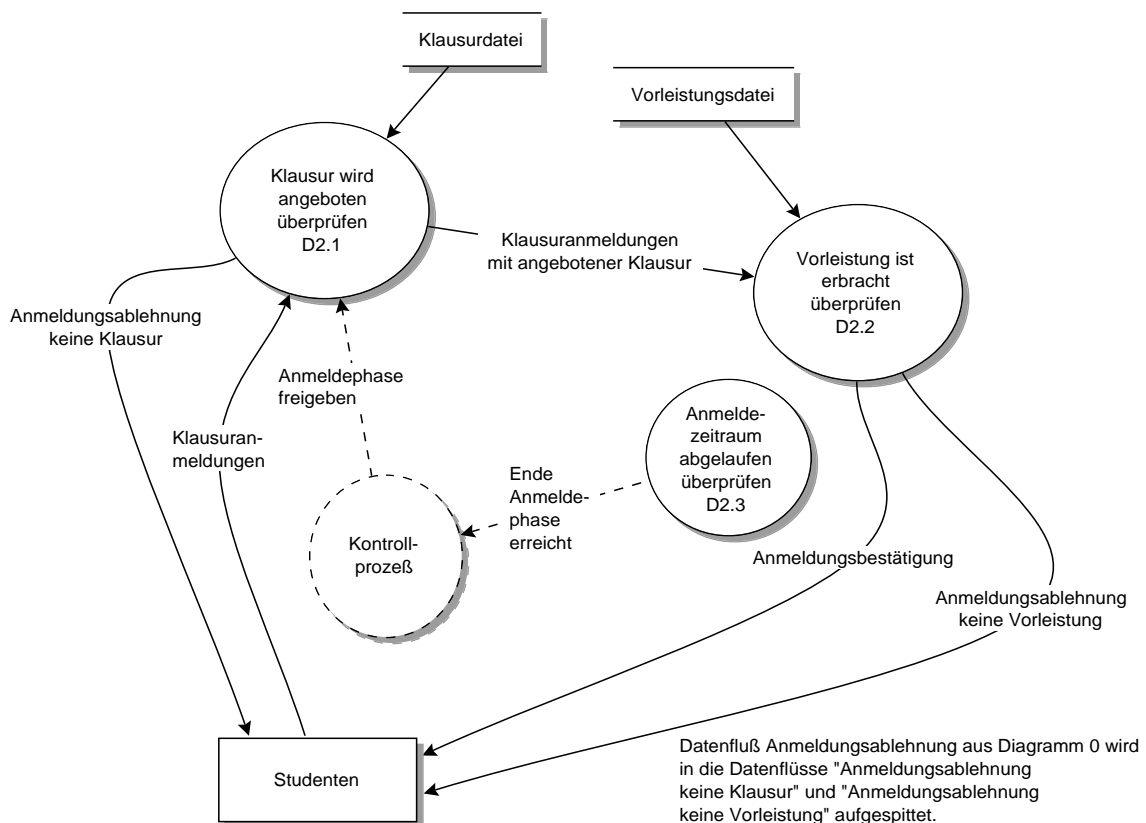 Klausurdatei
Vorleistungsdatei
Klausur wird
angeboten
überprüfen
D2.1
Klausuranmeldungen
mit angebotener Klausur
Vorleistung ist
erbracht
überprüfen
D2.2
Anmeldungsablehnung
keine Klausur
Anmeldephase
freigeben
Klausuran-
meldungen
Anmelde-
zeitraum
abgelaufen
überprüfen
D2.3
Ende
Anmelde-
phase
erreicht
Kontroll-
prozeß
Anmeldungsbestätigung
Anmeldungsablehnung
keine Vorleistung
Studenten
Datenfluß Anmeldungsablehnung aus Diagramm 0 wird
in die Datenflüsse "Anmeldungsablehnung
keine Klausur" und "Anmeldungsablehnung
keine Vorleistung" aufgespittet.